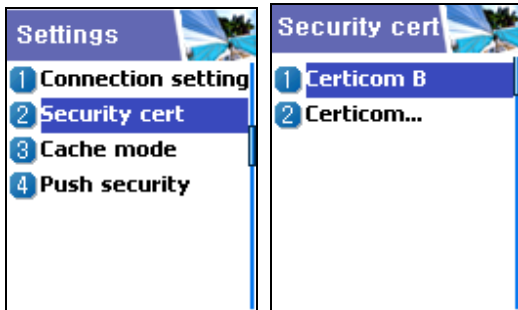 Settings
1 Connection setting
2 Security cert
3 Cache mode
4 Push security
Security cert
1 Certicom B
2 Certicom...